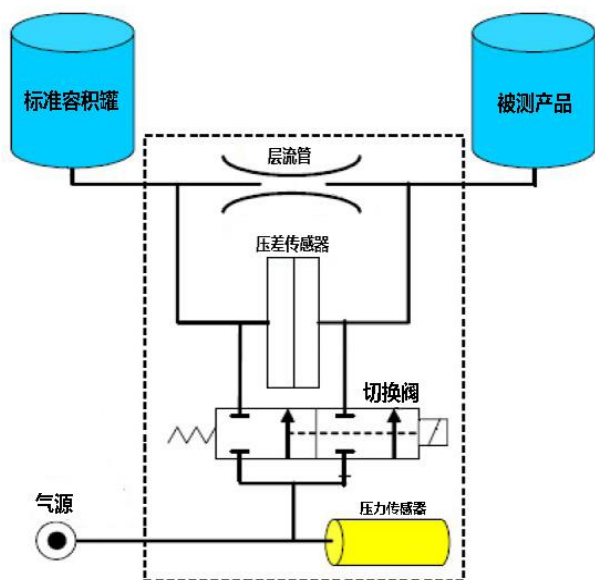 标准容积罐
被测产品
层流管
压差传感器
切换阀
气源
压力传感器